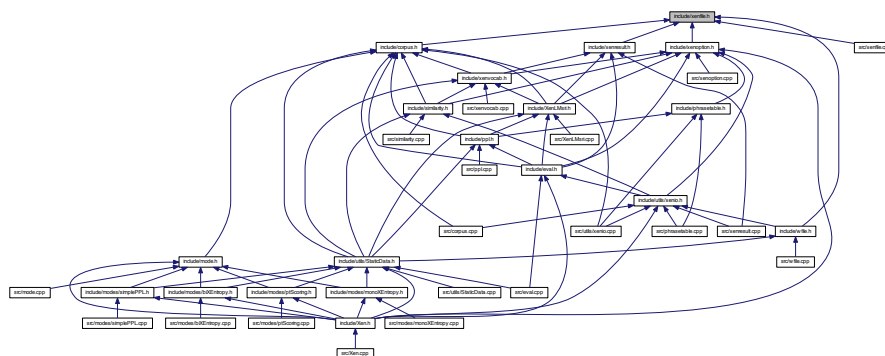 include/xenfile.h
include/corpus.h
include/xenresult.h
include/xenoption.h
src/xenfile.cpp
include/xenvocab.h
src/xenoption.cpp
include/similarity.h
src/xenvocab.cpp
include/XenLMsri.h
include/phrasetable.h
src/similarity.cpp
include/ppl.h
src/XenLMsri.cpp
src/ppl.cpp
include/eval.h
include/utils/xenio.h
src/corpus.cpp
src/utils/xenio.cpp
src/phrasetable.cpp
src/xenresult.cpp
include/wfile.h
include/mode.h
include/utils/StaticData.h
src/wfile.cpp
src/mode.cpp
include/modes/simplePPL.h
include/modes/biXEntropy.h
include/modes/ptScoring.h
include/modes/monoXEntropy.h
src/utils/StaticData.cpp
src/eval.cpp
src/modes/simplePPL.cpp
src/modes/biXEntropy.cpp
src/modes/ptScoring.cpp
include/Xen.h
src/modes/monoXEntropy.cpp
src/Xen.cpp